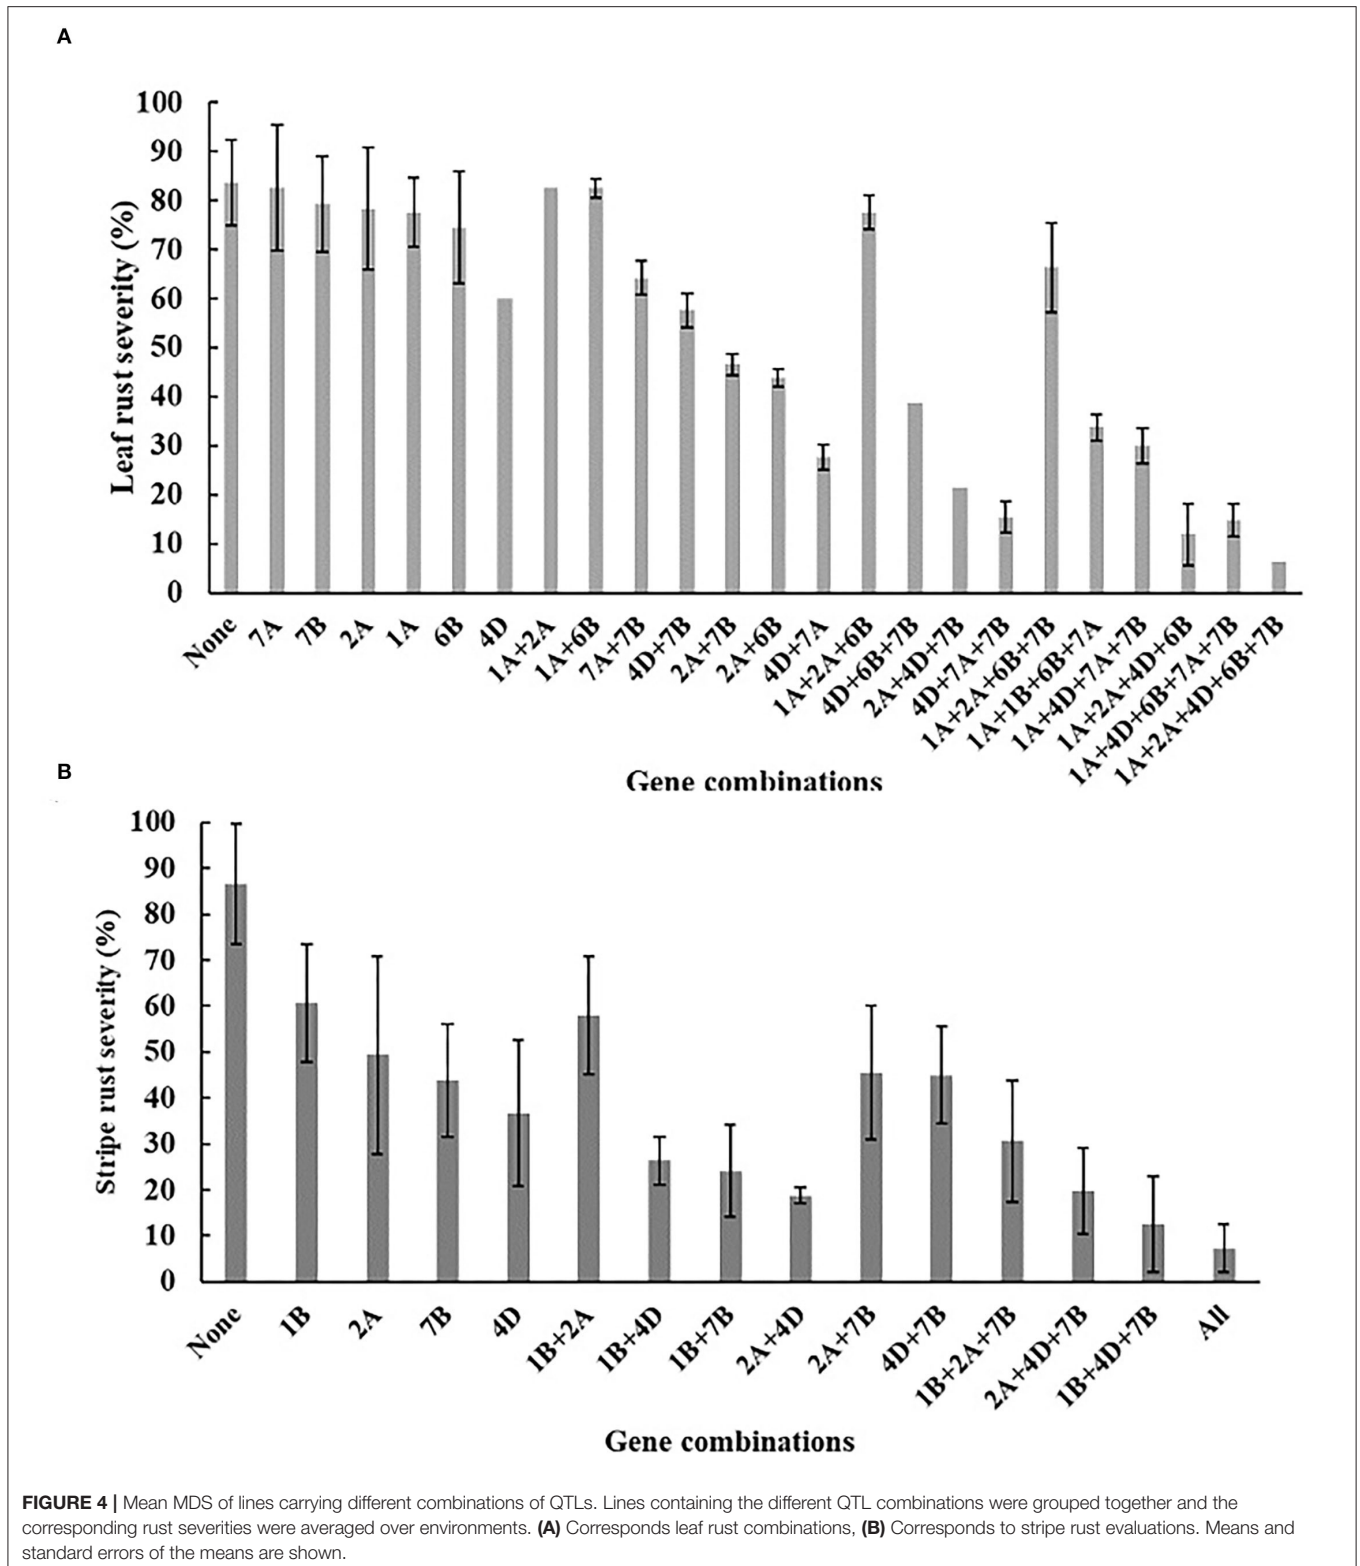 A
100
90
80
70
60
50
40
30
20
10
0
Leaf rust severity (%)
None
7A
7B
2A
1A
6B
4D
1A+2A
1A+6B
7A+7B
4D+7B
2A+7B
2A+6B
4D+7A
1A+2A+6B
4D+6B+7B
2A+4D+7B
4D+7A+7B
1A+2A+6B+7B
1A+1B+6B+7A
1A+4D+7A+7B
1A+2A+4D+6B
1A+4D+6B+7A+7B
1A+2A+4D+6B+7B
Gene combinations
B
100
90
80
70
60
50
40
30
20
10
0
Stripe rust severity (%)
None
1B
2A
7B
4D
1B+2A
1B+4D
1B+7B
2A+4D
2A+7B
4D+7B
1B+2A+7B
2A+4D+7B
1B+4D+7B
All
Gene combinations
FIGURE 4 | Mean MDS of lines carrying different combinations of QTLs. Lines containing the different QTL combinations were grouped together and the
corresponding rust severities were averaged over environments. (A) Corresponds leaf rust combinations, (B) Corresponds to stripe rust evaluations. Means and
standard errors of the means are shown.